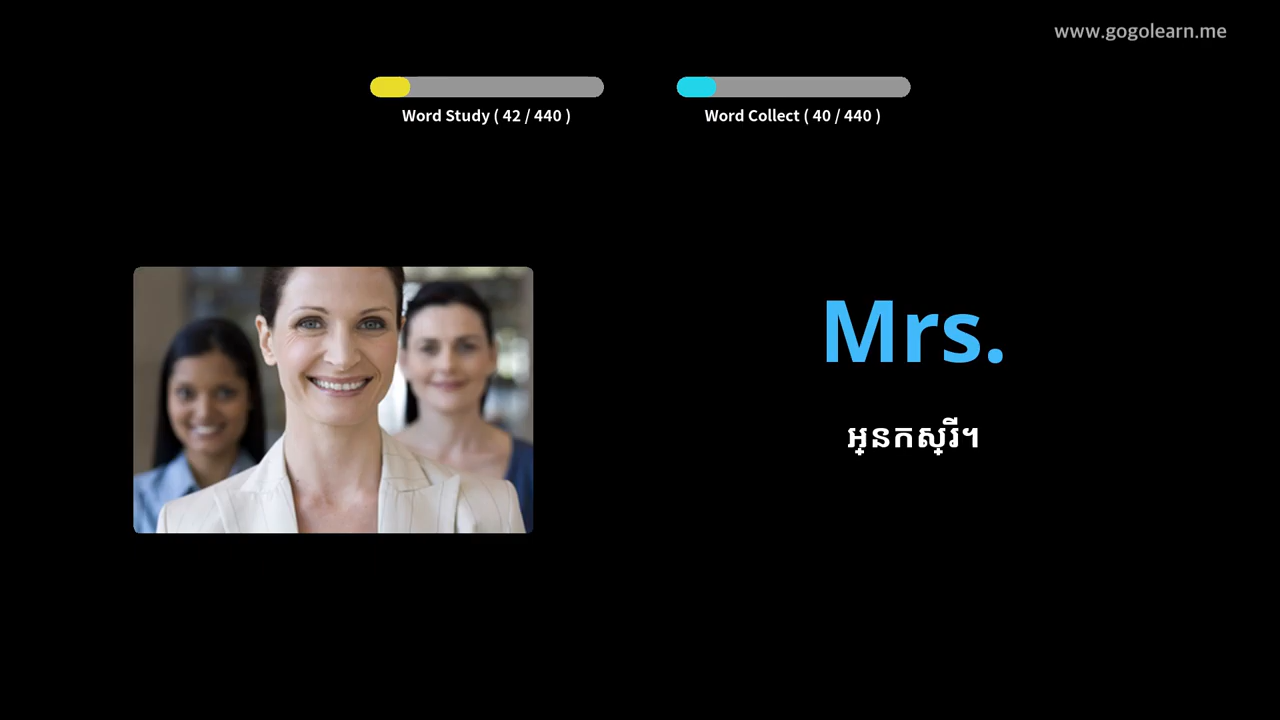 www.gogolearn.me
Word Study ( 42 / 440 )
Word Collect ( 40 / 440 )
Mrs.
អ្នកស្រី។